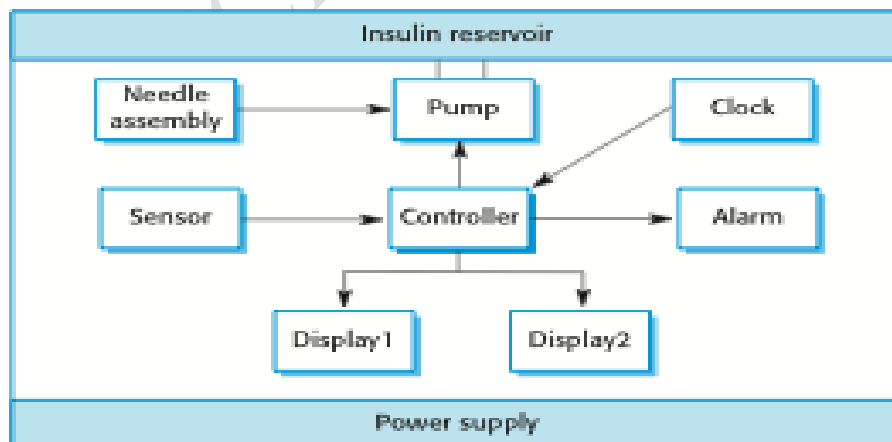 Insulin reservoir
Needle
assembly
Pump
Clock
Sensor
Controller
Alarm
Display1
Display2
Power supply